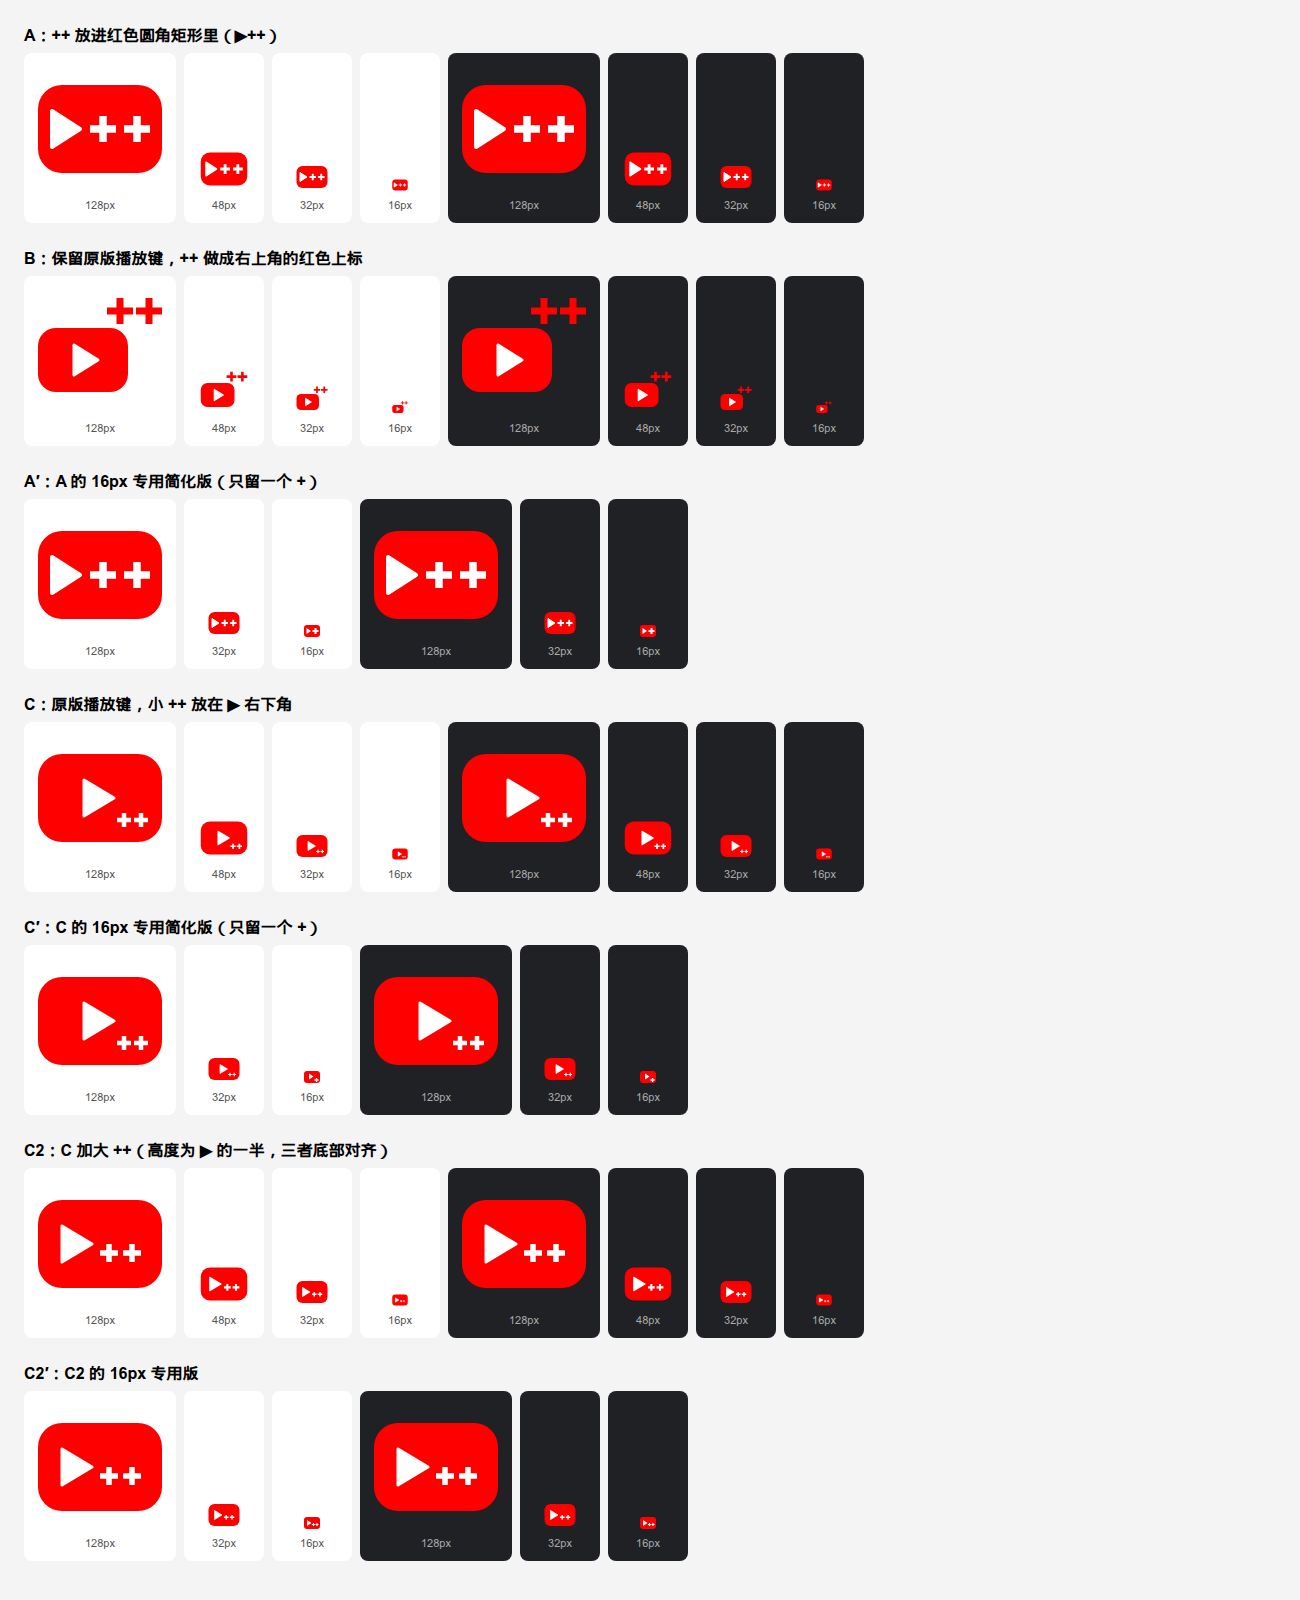 A：++ 放进红色圆角矩形里（▶++）
128px 48px 32px 16px 128px 48px 32px 16px
B：保留原版播放键，++ 做成右上角的红色上标
128px 48px 32px 16px 128px 48px 32px 16px
A′：A 的 16px 专用简化版（只留一个 +）
128px 32px 16px 128px 32px 16px
C：原版播放键，小 ++ 放在 ▶ 右下角
128px 48px 32px 16px 128px 48px 32px 16px
C′：C 的 16px 专用简化版（只留一个 +）
128px 32px 16px 128px 32px 16px
C2：C 加大 ++（高度为 ▶ 的一半，三者底部对齐）
128px 48px 32px 16px 128px 48px 32px 16px
C2′：C2 的 16px 专用版
128px 32px 16px 128px 32px 16px